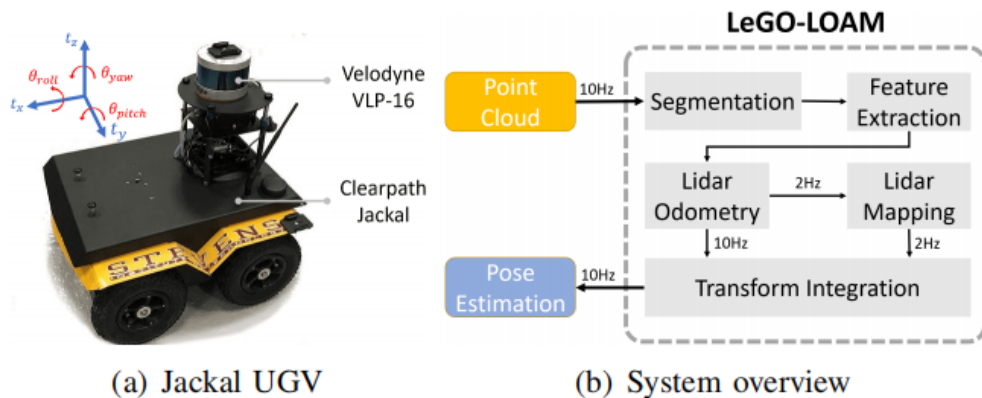 t_z
θ_roll
θ_yaw
t_x
θ_pitch
t_y
Velodyne
VLP-16
Clearpath
Jackal
STEVENS
(a) Jackal UGV
LeGO-LOAM
Point
Cloud
10Hz
Segmentation
Feature
Extraction
Lidar
Odometry
2Hz
Lidar
Mapping
10Hz
2Hz
Pose
Estimation
10Hz
Transform Integration
(b) System overview